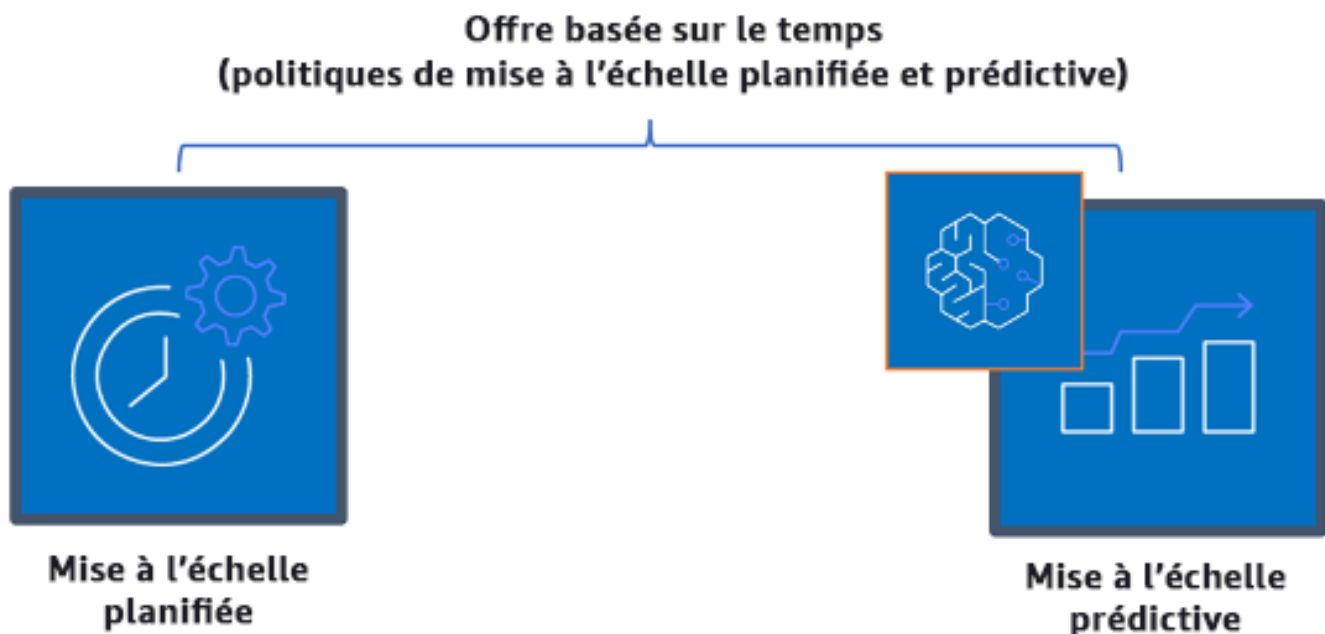 Offre basée sur le temps
(politiques de mise à l'échelle planifiée et prédictive)
Mise à l'échelle
planifiée
Mise à l'échelle
prédictive